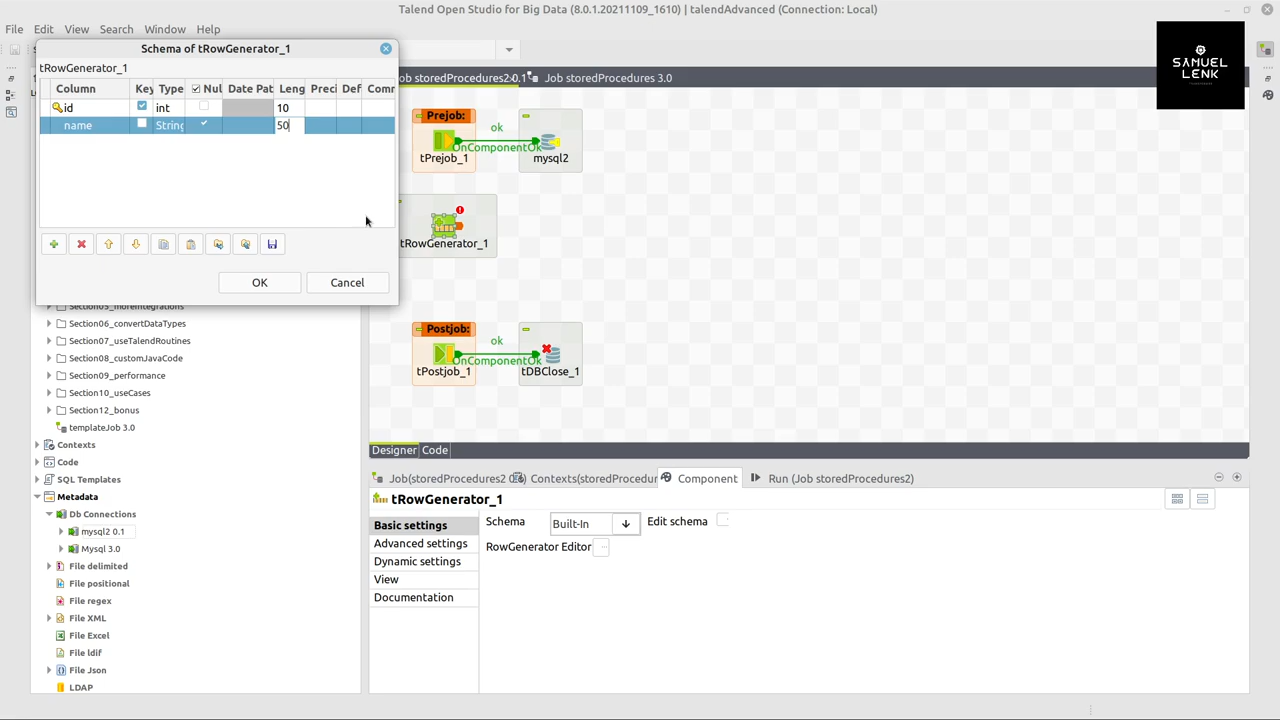 Talend Open Studio for Big Data (8.0.1.20211109_1610) | talendAdvanced (Connection: Local)
File Edit View Search Window Help
Schema of tRowGenerator_1
tRowGenerator_1
Column Key Type Nul Date Pat Leng Preci Def Comr
id int 10
name String 50
OK Cancel
ob storedProcedures2 0.1 Job storedProcedures 3.0
SAMUEL
LENK
Prejob:
ok
OnComponentOk
tPrejob_1 mysql2
tRowGenerator_1
Postjob:
ok
OnComponentOk
tPostjob_1 tDBClose_1
Section06_convertDataTypes
Section07_useTalendRoutines
Section08_customJavaCode
Section09_performance
Section10_useCases
Section12_bonus
templateJob 3.0
Contexts
Code
SQL Templates
Metadata
Db Connections
mysql2 0.1
Mysql 3.0
File delimited
File positional
File regex
File XML
File Excel
File ldif
File Json
LDAP
Designer Code
Job(storedProcedures2 0 Contexts(storedProcedur Component Run (Job storedProcedures2)
tRowGenerator_1
Basic settings
Advanced settings
Dynamic settings
View
Documentation
Schema Built-In Edit schema
RowGenerator Editor